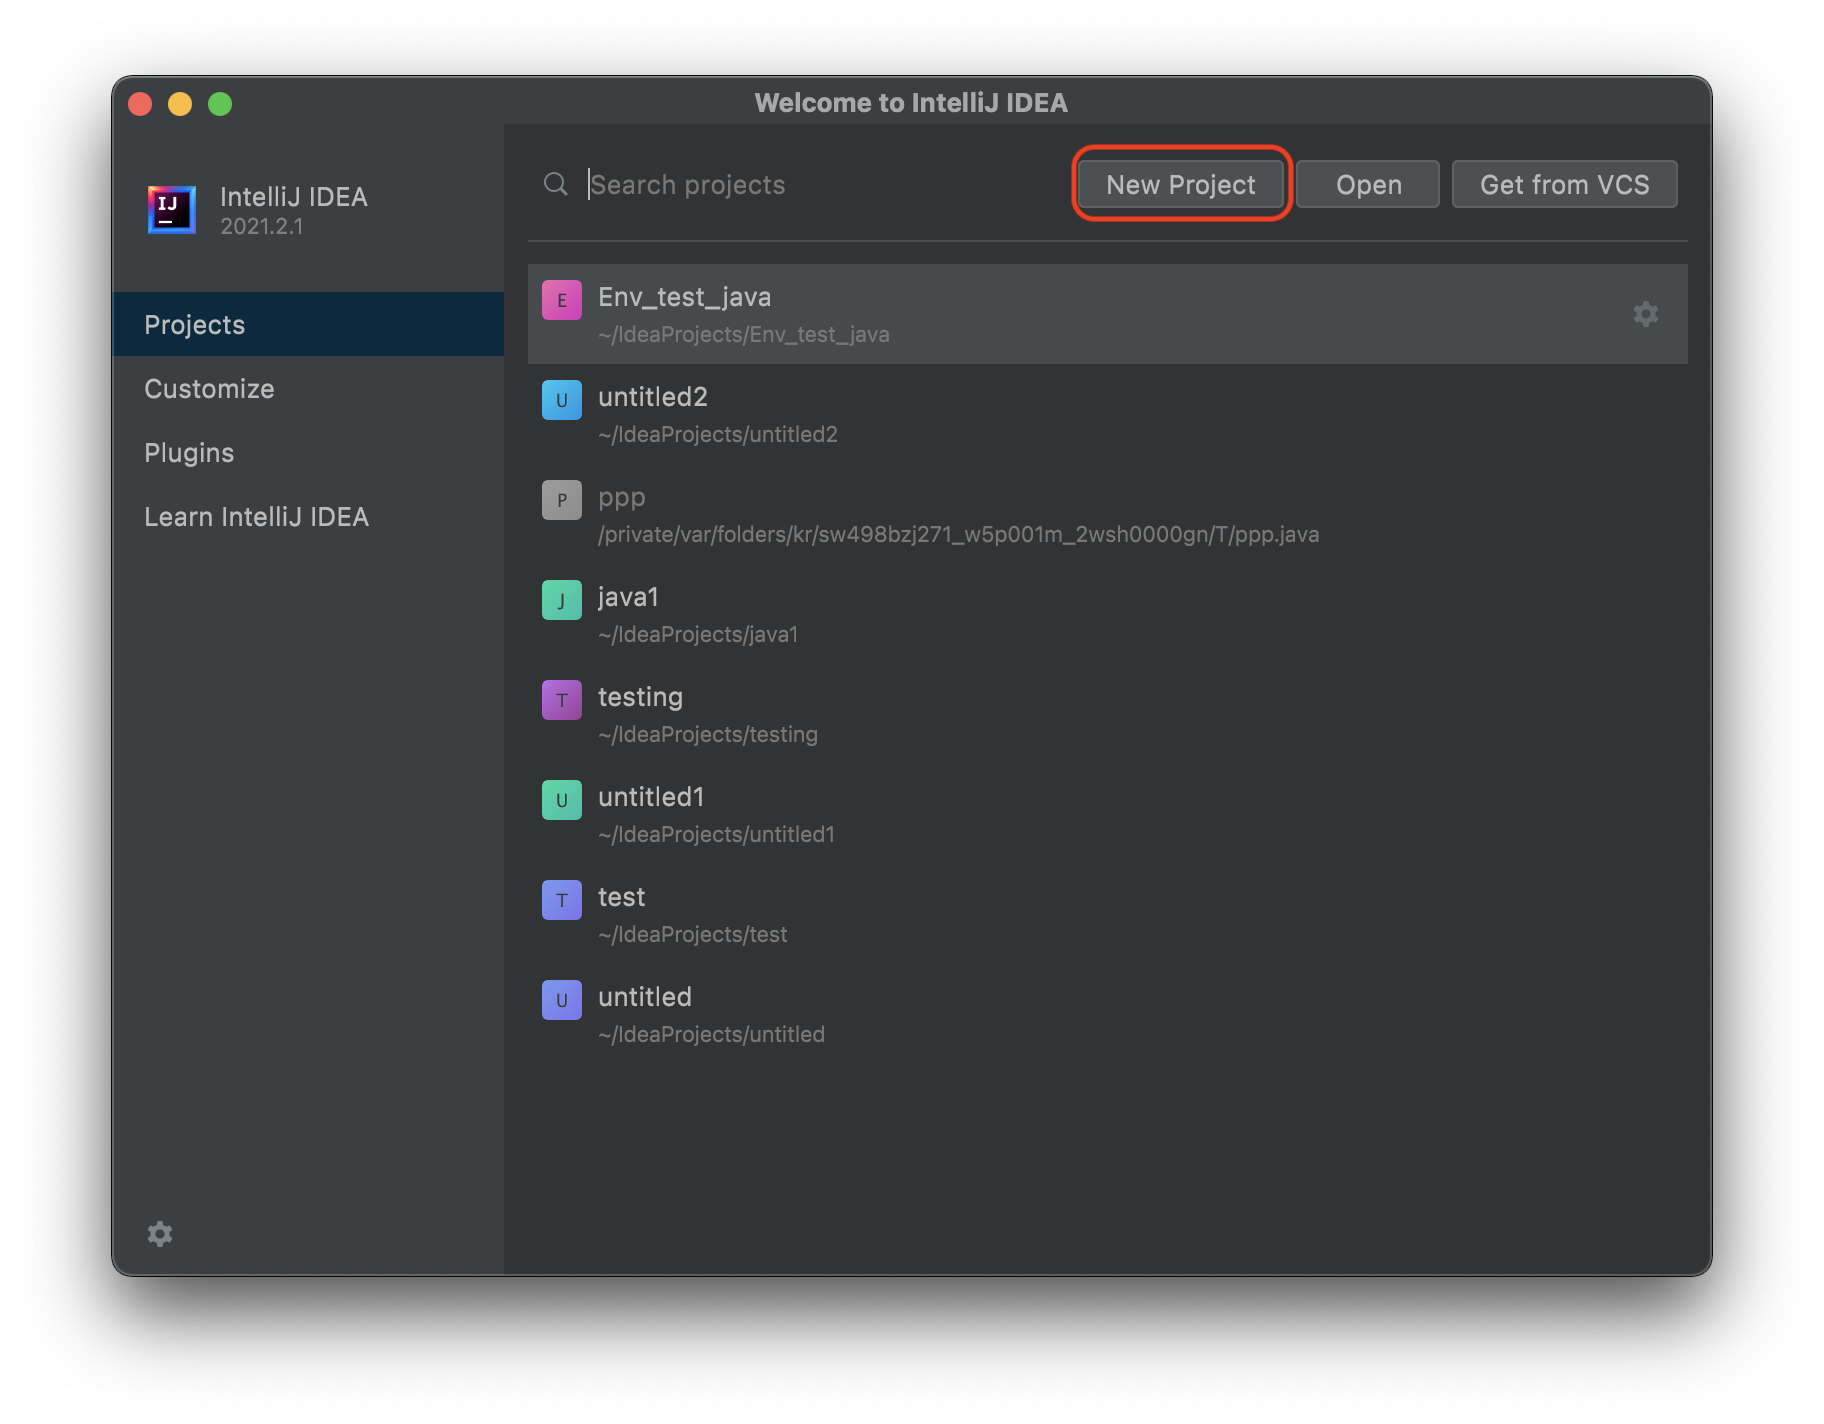 Welcome to IntelliJ IDEA
IJ
IntelliJ IDEA
2021.2.1
Projects
Customize
Plugins
Learn IntelliJ IDEA
Search projects
New Project
Open
Get from VCS
E
Env_test_java
~/IdeaProjects/Env_test_java
U
untitled2
~/IdeaProjects/untitled2
P
ppp
/private/var/folders/kr/sw498bzj271_w5p001m_2wsh0000gn/T/ppp.java
J
java1
~/IdeaProjects/java1
T
testing
~/IdeaProjects/testing
U
untitled1
~/IdeaProjects/untitled1
T
test
~/IdeaProjects/test
U
untitled
~/IdeaProjects/untitled